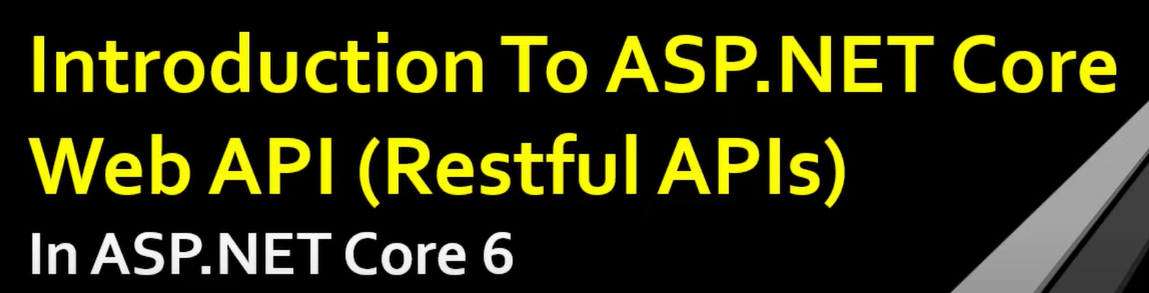 Introduction To ASP.NET Core
Web API (Restful APIs)
In ASP.NET Core 6